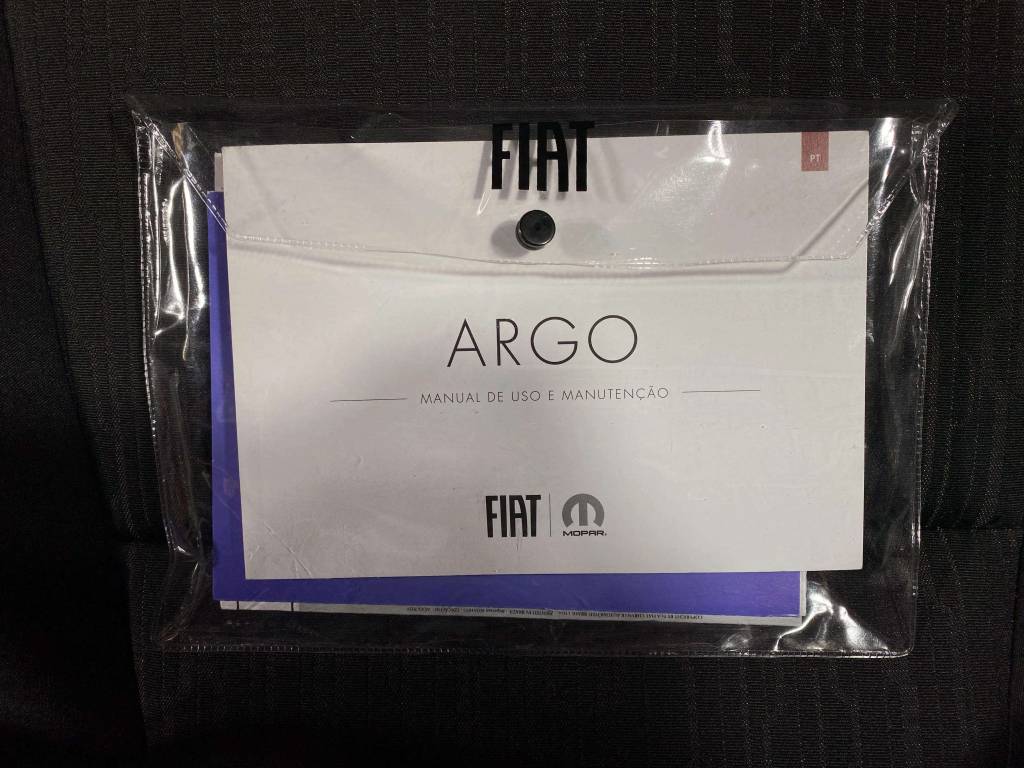 FIAT
PT
ARGO
MANUAL DE USO E MANUTENÇÃO
FIAT
MOPAR